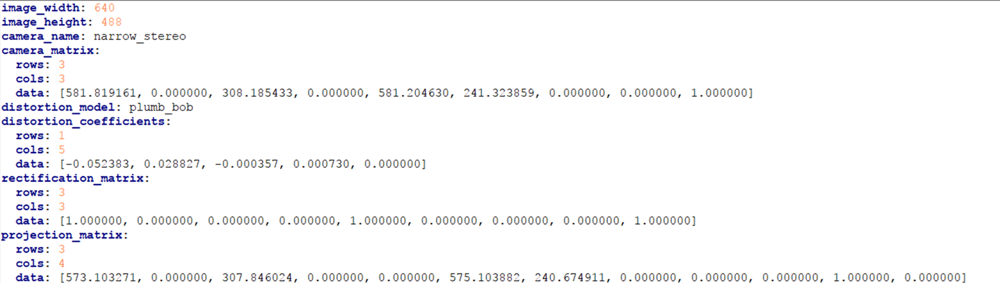 image_width: 640
image_height: 488
camera_name: narrow_stereo
camera_matrix:
  rows: 3
  cols: 3
  data: [581.819161, 0.000000, 308.185433, 0.000000, 581.204630, 241.323859, 0.000000, 0.000000, 1.000000]
distortion_model: plumb_bob
distortion_coefficients:
  rows: 1
  cols: 5
  data: [-0.052383, 0.028827, -0.000357, 0.000730, 0.000000]
rectification_matrix:
  rows: 3
  cols: 3
  data: [1.000000, 0.000000, 0.000000, 0.000000, 1.000000, 0.000000, 0.000000, 0.000000, 1.000000]
projection_matrix:
  rows: 3
  cols: 4
  data: [573.103271, 0.000000, 307.846024, 0.000000, 0.000000, 575.103882, 240.674911, 0.000000, 0.000000, 0.000000, 1.000000, 0.000000]